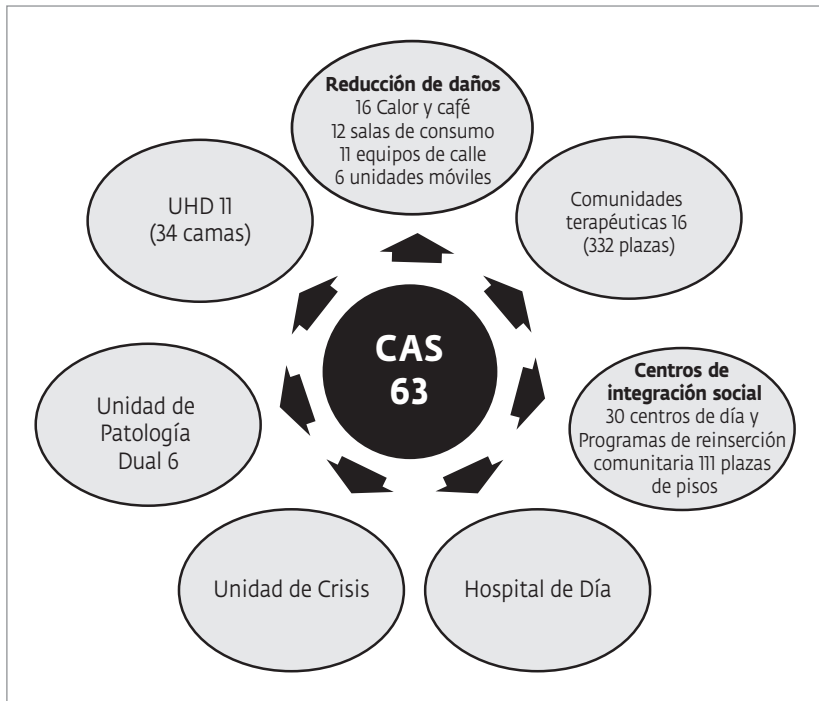 Reducción de daños
16 Calor y café
12 salas de consumo
11 equipos de calle
6 unidades móviles
UHD 11
(34 camas)
Comunidades
terapéuticas 16
(332 plazas)
CAS
63
Centros de
integración social
30 centros de día y
Programas de reinserción
comunitaria 111 plazas
de pisos
Unidad de
Patología
Dual 6
Unidad de Crisis
Hospital de Día